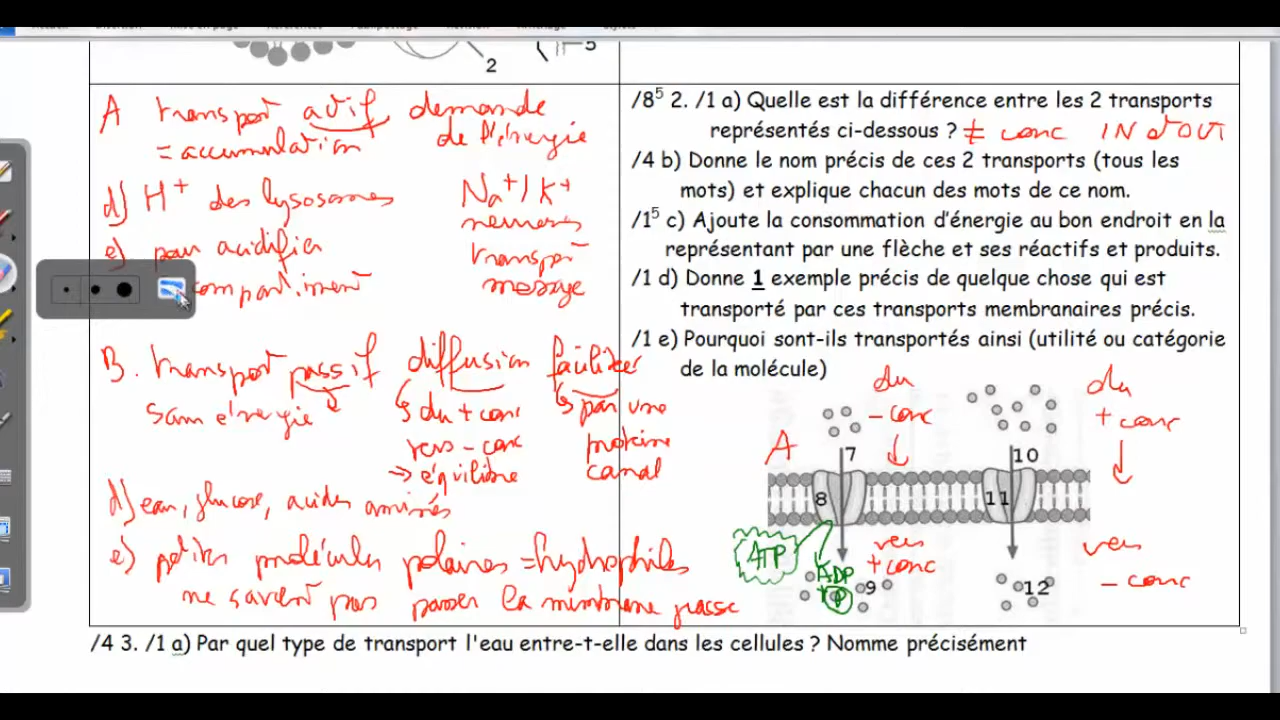 2
5
A transport actif demande
de l'énergie
= accumulation
d) H+ des lysosomes
e) pour acidifier
compartiment
Na+/K+
neurones
transport
message
B. transport passif diffusion facilitée
sans énergie
du + conc
vers - conc
→ équilibre
par une
protéine
canal
d) eau, glucose, acides aminés
e) petites molécules polaires = hydrophiles
ne savent pas passer la membrane grasse
/8⁵ 2. /1 a) Quelle est la différence entre les 2 transports
représentés ci-dessous ? ≠ conc IN et OUT
/4 b) Donne le nom précis de ces 2 transports (tous les
mots) et explique chacun des mots de ce nom.
/1⁵ c) Ajoute la consommation d'énergie au bon endroit en la
représentant par une flèche et ses réactifs et produits.
/1 d) Donne 1 exemple précis de quelque chose qui est
transporté par ces transports membranaires précis.
/1 e) Pourquoi sont-ils transportés ainsi (utilité ou catégorie
de la molécule)
du
- conc
du
+ conc
A
7
10
8
11
vers
+ conc
vers
- conc
ATP
ADP
+ P
9
12
/4 3. /1 a) Par quel type de transport l'eau entre-t-elle dans les cellules ? Nomme précisément